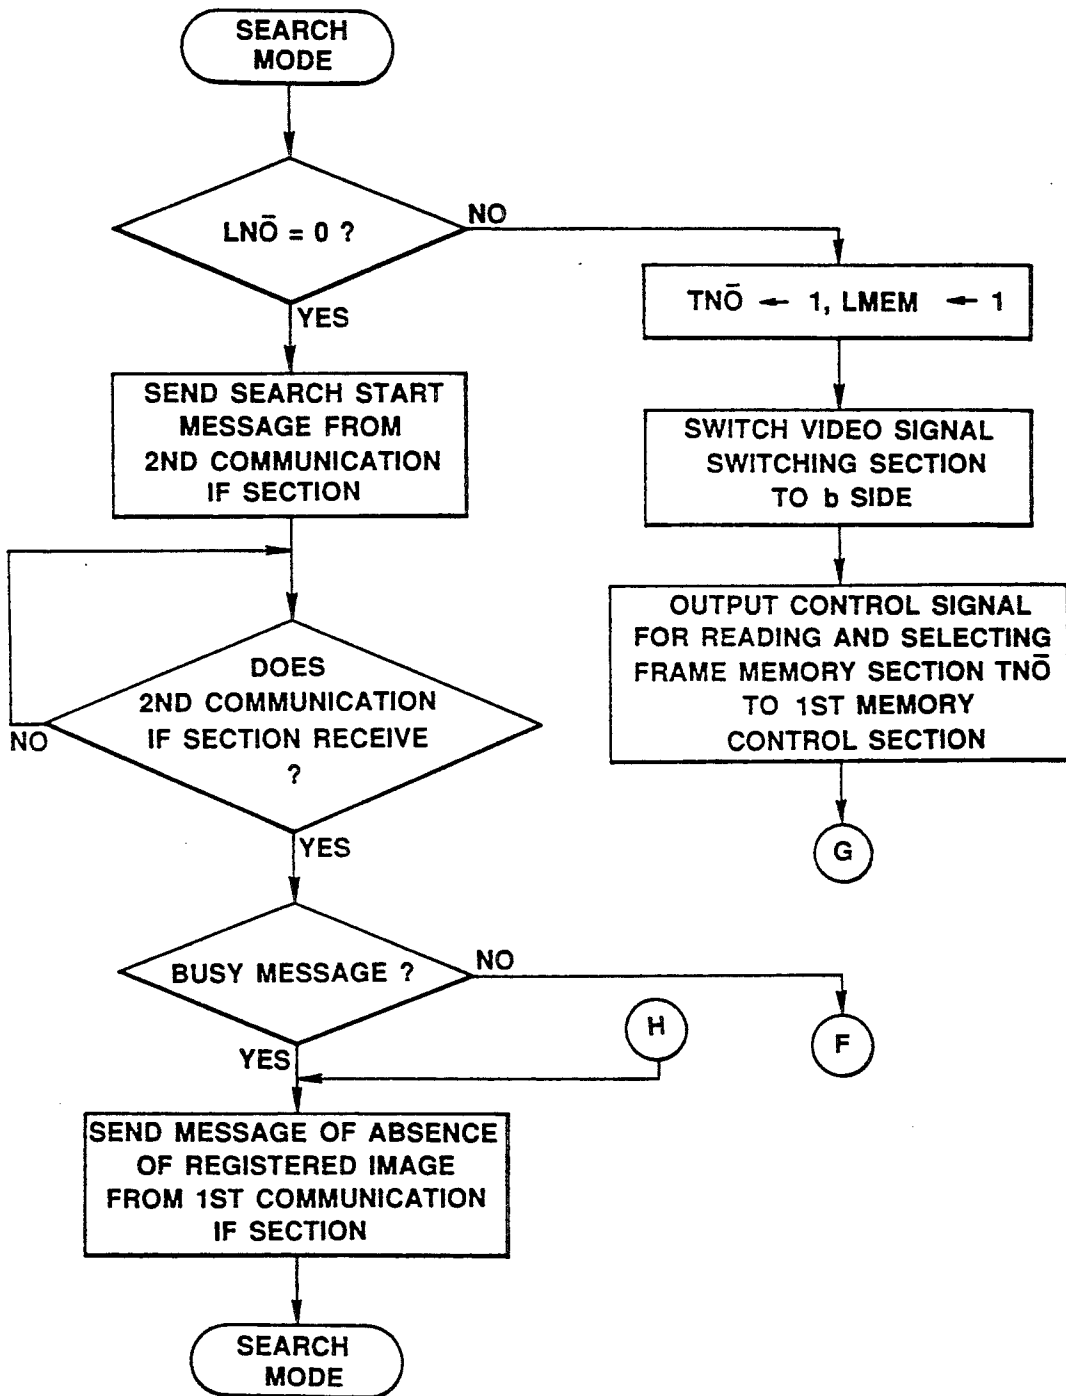 SEARCH
MODE
LNŌ = 0 ?
NO
YES
TNŌ ← 1, LMEM ← 1
SEND SEARCH START
MESSAGE FROM
2ND COMMUNICATION
IF SECTION
SWITCH VIDEO SIGNAL
SWITCHING SECTION
TO b SIDE
OUTPUT CONTROL SIGNAL
FOR READING AND SELECTING
FRAME MEMORY SECTION TNŌ
TO 1ST MEMORY
CONTROL SECTION
DOES
2ND COMMUNICATION
IF SECTION RECEIVE
?
NO
YES
G
BUSY MESSAGE ?
NO
YES
H
F
SEND MESSAGE OF ABSENCE
OF REGISTERED IMAGE
FROM 1ST COMMUNICATION
IF SECTION
SEARCH
MODE